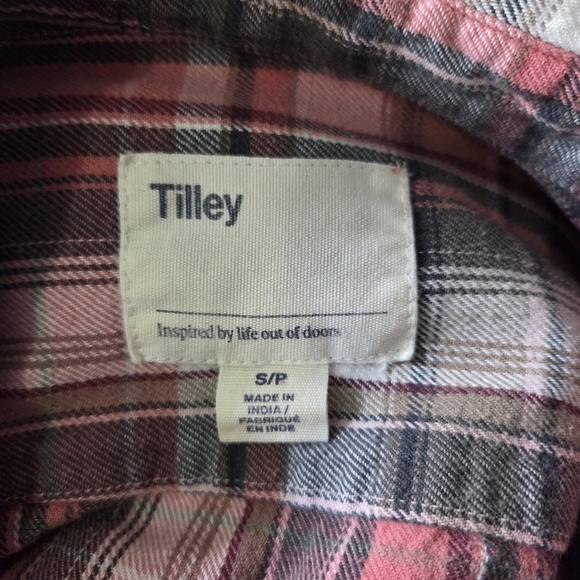 Tilley
Inspired by life out of doors
S/P
MADE IN
INDIA /
FABRIQUÉ
EN INDE